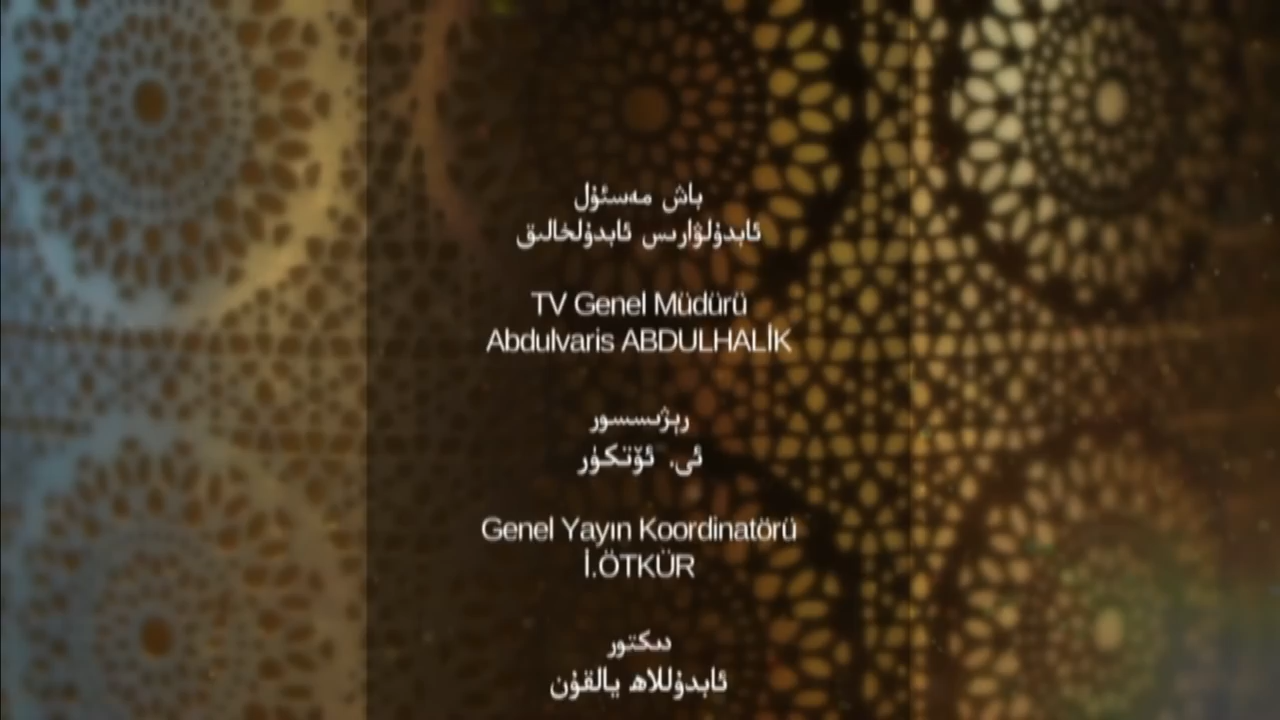 باش مەسئۇل
ئابدۇلۋارىس ئابدۇلخالىق
TV Genel Müdürü
Abdulvaris ABDULHALİK
رېژىسسور
ئى. ئۆتكۈر
Genel Yayın Koordinatörü
İ.ÖTKÜR
دىكتور
ئابدۇللاھ يالقۇن